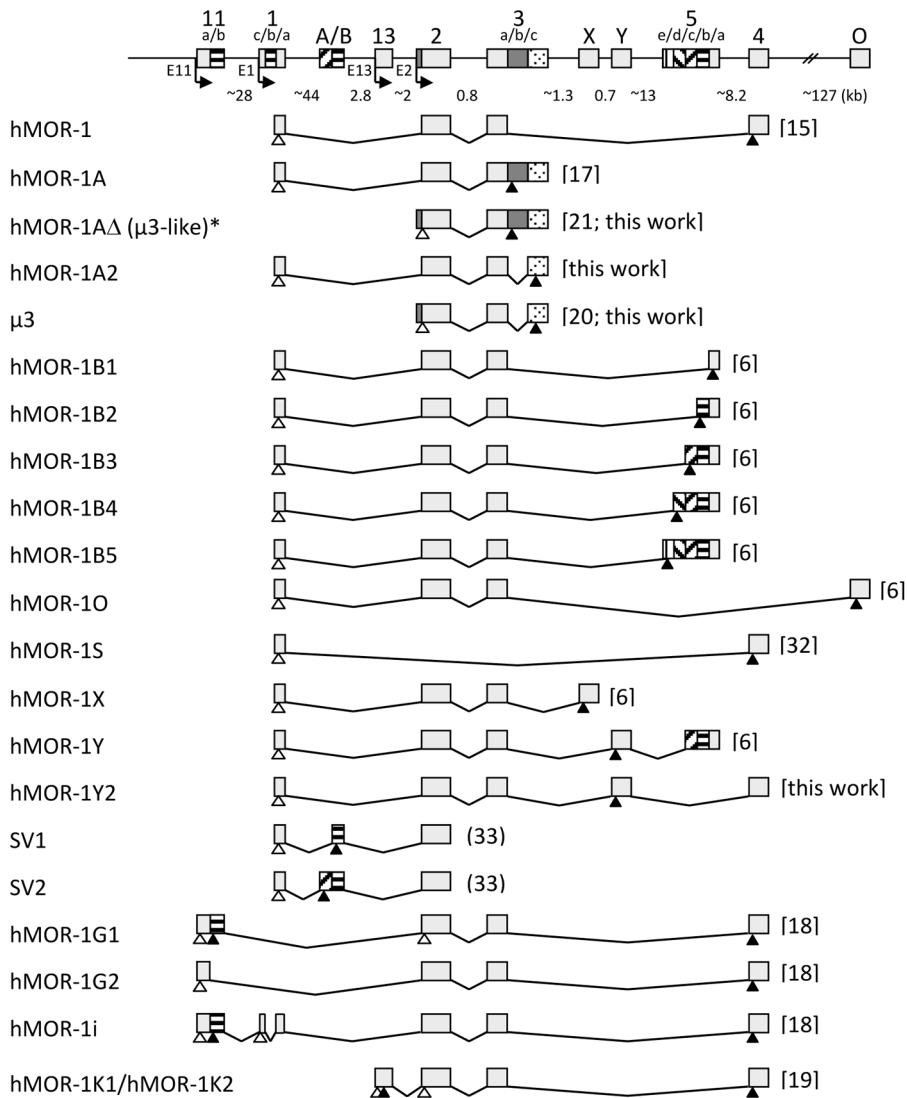 11 1 A/B 13 2 3 X Y 5 4 O
a/b c/b/a a/b/c e/d/c/b/a
E11 E1 E13 E2
~28 ~44 2.8 ~2 0.8 ~1.3 0.7 ~13 ~8.2 ~127 (kb)
hMOR-1 ⌈15⌉
hMOR-1A ⌈17⌉
hMOR-1AΔ (µ3-like)* ⌈21; this work⌉
hMOR-1A2 ⌈this work⌉
µ3 ⌈20; this work⌉
hMOR-1B1 ⌈6⌉
hMOR-1B2 ⌈6⌉
hMOR-1B3 ⌈6⌉
hMOR-1B4 ⌈6⌉
hMOR-1B5 ⌈6⌉
hMOR-1O ⌈6⌉
hMOR-1S ⌈32⌉
hMOR-1X ⌈6⌉
hMOR-1Y ⌈6⌉
hMOR-1Y2 ⌈this work⌉
SV1 (33)
SV2 (33)
hMOR-1G1 ⌈18⌉
hMOR-1G2 ⌈18⌉
hMOR-1i ⌈18⌉
hMOR-1K1/hMOR-1K2 ⌈19⌉